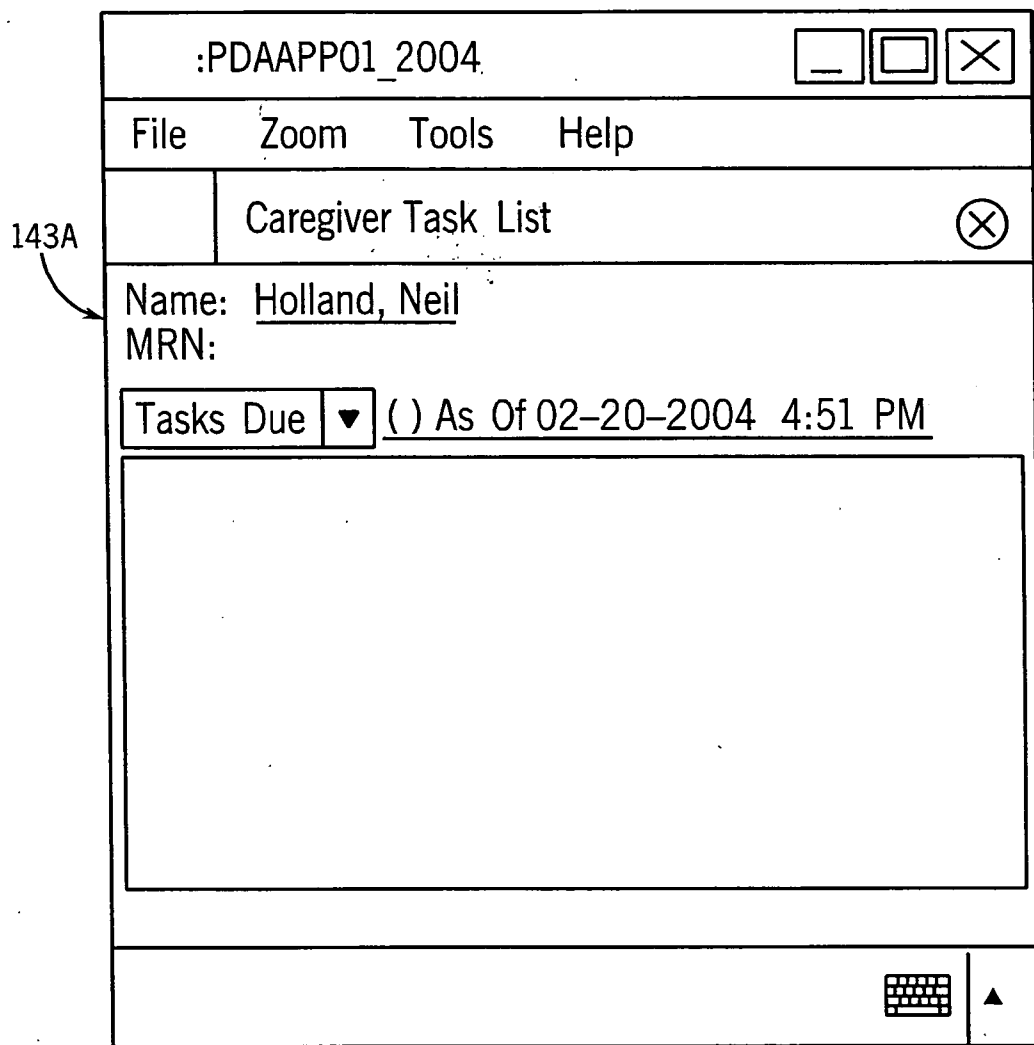 :PDAAPP01_2004
File Zoom Tools Help
Caregiver Task List
143A
Name: Holland, Neil
MRN:
Tasks Due ( ) As Of 02–20–2004 4:51 PM